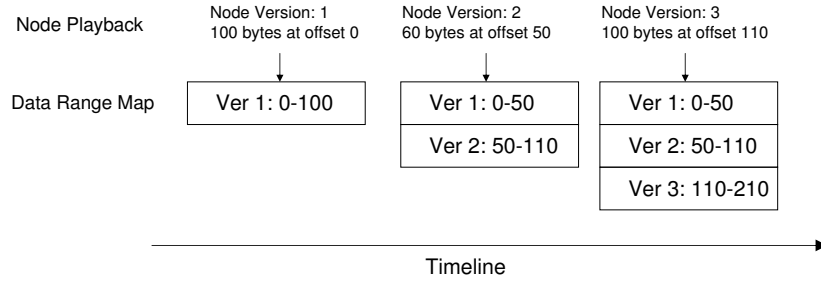 Node Playback
Node Version: 1
100 bytes at offset 0
Node Version: 2
60 bytes at offset 50
Node Version: 3
100 bytes at offset 110
Data Range Map
Ver 1: 0-100
Ver 1: 0-50
Ver 2: 50-110
Ver 1: 0-50
Ver 2: 50-110
Ver 3: 110-210
Timeline